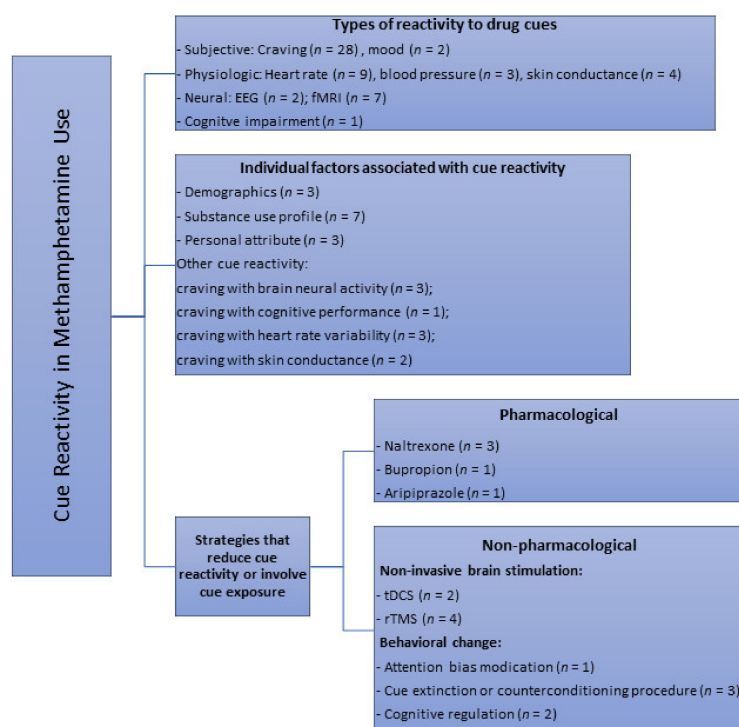 Cue Reactivity in Methamphetamine Use
Types of reactivity to drug cues
- Subjective: Craving (n = 28) , mood (n = 2)
- Physiologic: Heart rate (n = 9), blood pressure (n = 3), skin conductance (n = 4)
- Neural: EEG (n = 2); fMRI (n = 7)
- Cognitve impairment (n = 1)
Individual factors associated with cue reactivity
- Demographics (n = 3)
- Substance use profile (n = 7)
- Personal attribute (n = 3)
Other cue reactivity:
craving with brain neural activity (n = 3);
craving with cognitive performance (n = 1);
craving with heart rate variability (n = 3);
craving with skin conductance (n = 2)
Strategies that
reduce cue
reactivity or involve
cue exposure
Pharmacological
- Naltrexone (n = 3)
- Bupropion (n = 1)
- Aripiprazole (n = 1)
Non-pharmacological
Non-invasive brain stimulation:
- tDCS (n = 2)
- rTMS (n = 4)
Behavioral change:
- Attention bias modication (n = 1)
- Cue extinction or counterconditioning procedure (n = 3)
- Cognitive regulation (n = 2)